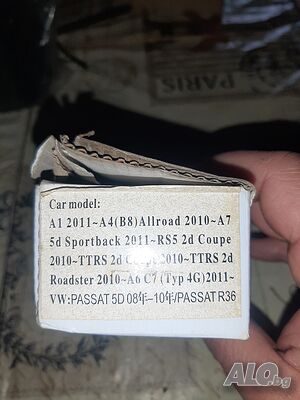 PARIS
Car model:
A1 2011~A4(B8)Allroad 2010~A7
5d Sportback 2011~RS5 2d Coupe
2010~TTRS 2d Coupe 2010~TTRS 2d
Roadster 2010~A6 C7 (Typ 4G)2011~
VW:PASSAT 5D 08年–10年/PASSAT R36
ALO.bg